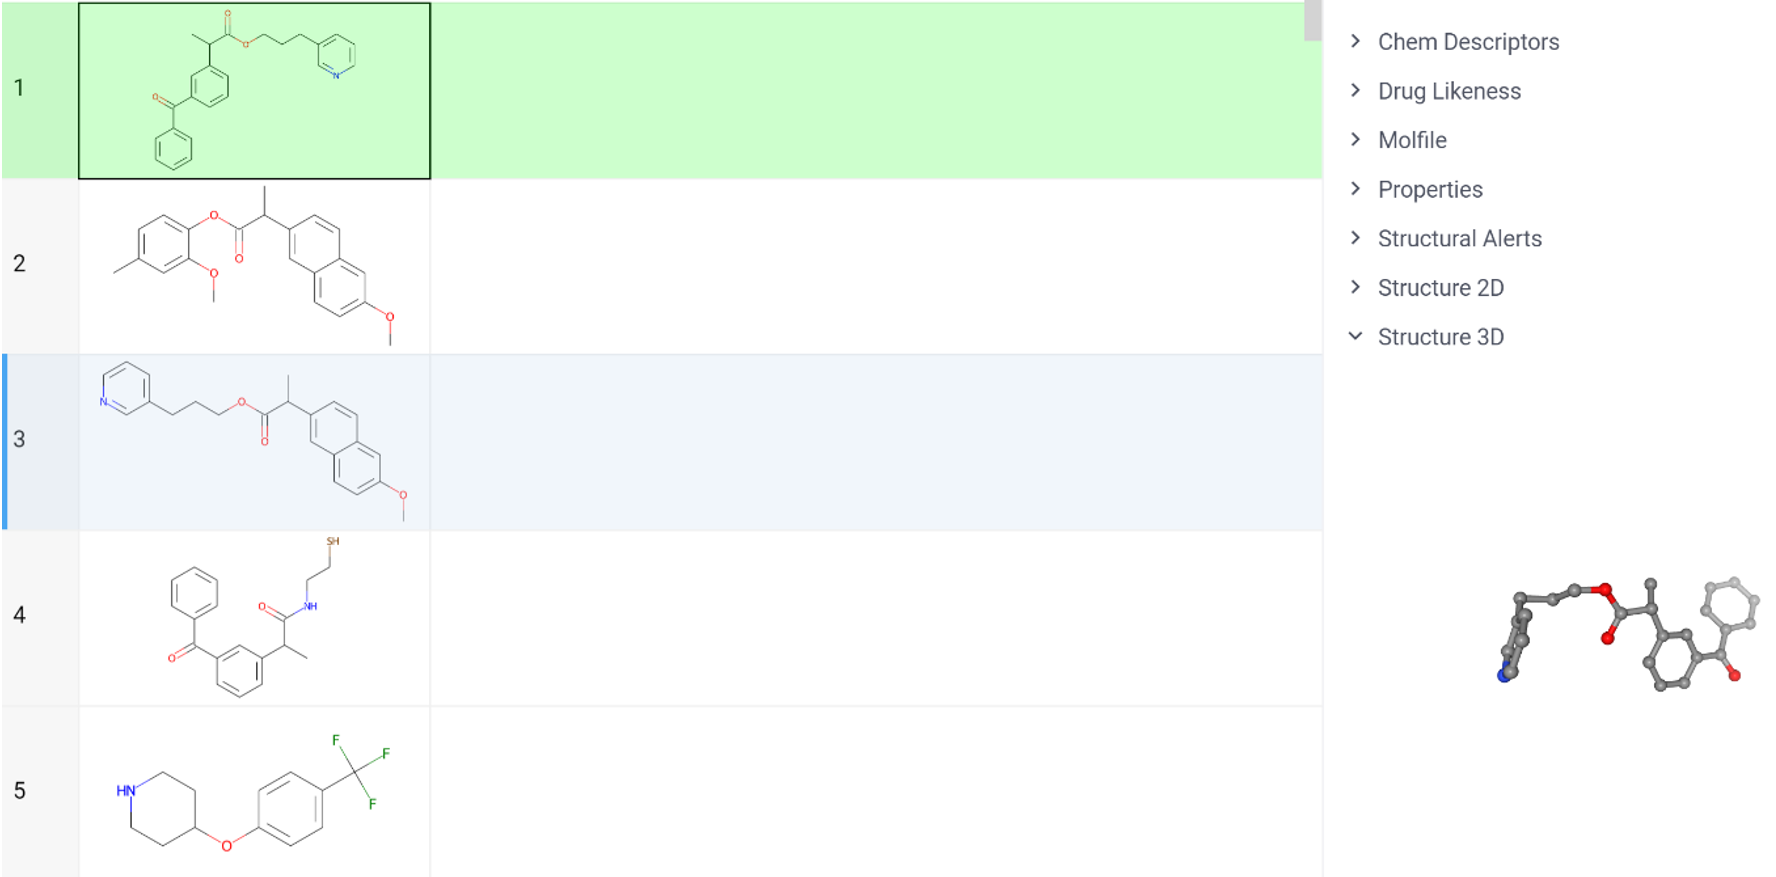 1
O
O
N
O
2
O
O
O
O
3
N
O
O
O
4
SH
O
NH
O
5
F
F
HN
F
O
Chem Descriptors
Drug Likeness
Molfile
Properties
Structural Alerts
Structure 2D
Structure 3D